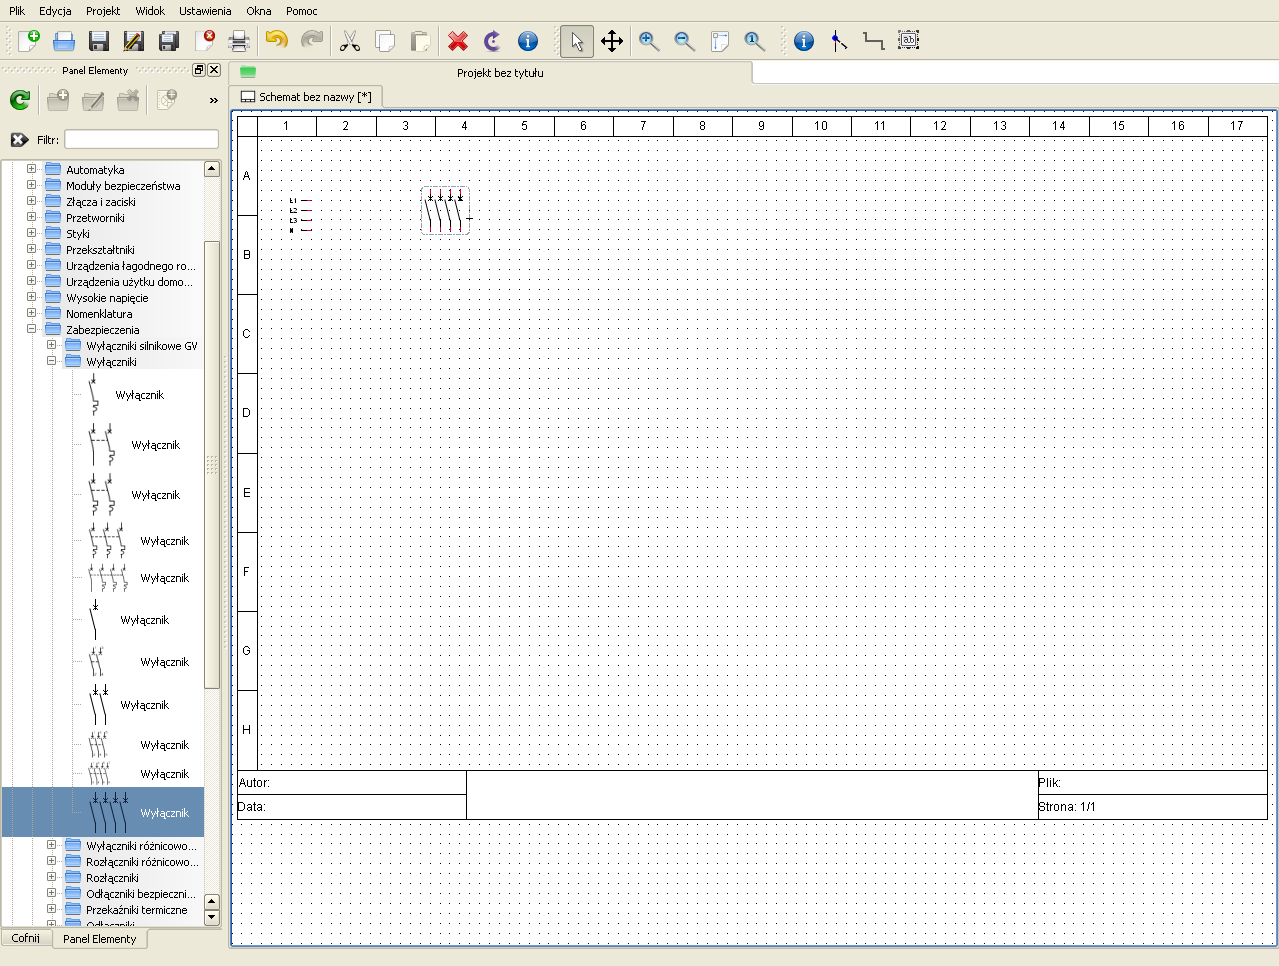 Plik Edycja Projekt Widok Ustawienia Okna Pomoc
Panel Elementy
Projekt bez tytułu
Schemat bez nazwy [*]
»
Filtr:
1 2 3 4 5 6 7 8 9 10 11 12 13 14 15 16 17
A
B
C
D
E
F
G
H
L1
L2
L3
N
Automatyka
Moduły bezpieczeństwa
Złącza i zaciski
Przetworniki
Styki
Przekształtniki
Urządzenia łagodnego ro...
Urządzenia użytku domo...
Wysokie napięcie
Nomenklatura
Zabezpieczenia
Wyłączniki silnikowe GV
Wyłączniki
Wyłącznik
Wyłącznik
Wyłącznik
Wyłącznik
Wyłącznik
Wyłącznik
Wyłącznik
Wyłącznik
Wyłącznik
Wyłącznik
Wyłącznik
Wyłączniki różnicowo...
Rozłączniki różnicowo...
Rozłączniki
Odłączniki bezpieczni...
Przekaźniki termiczne
Odłączniki
Autor:
Data:
Plik:
Strona: 1/1
Cofnij Panel Elementy